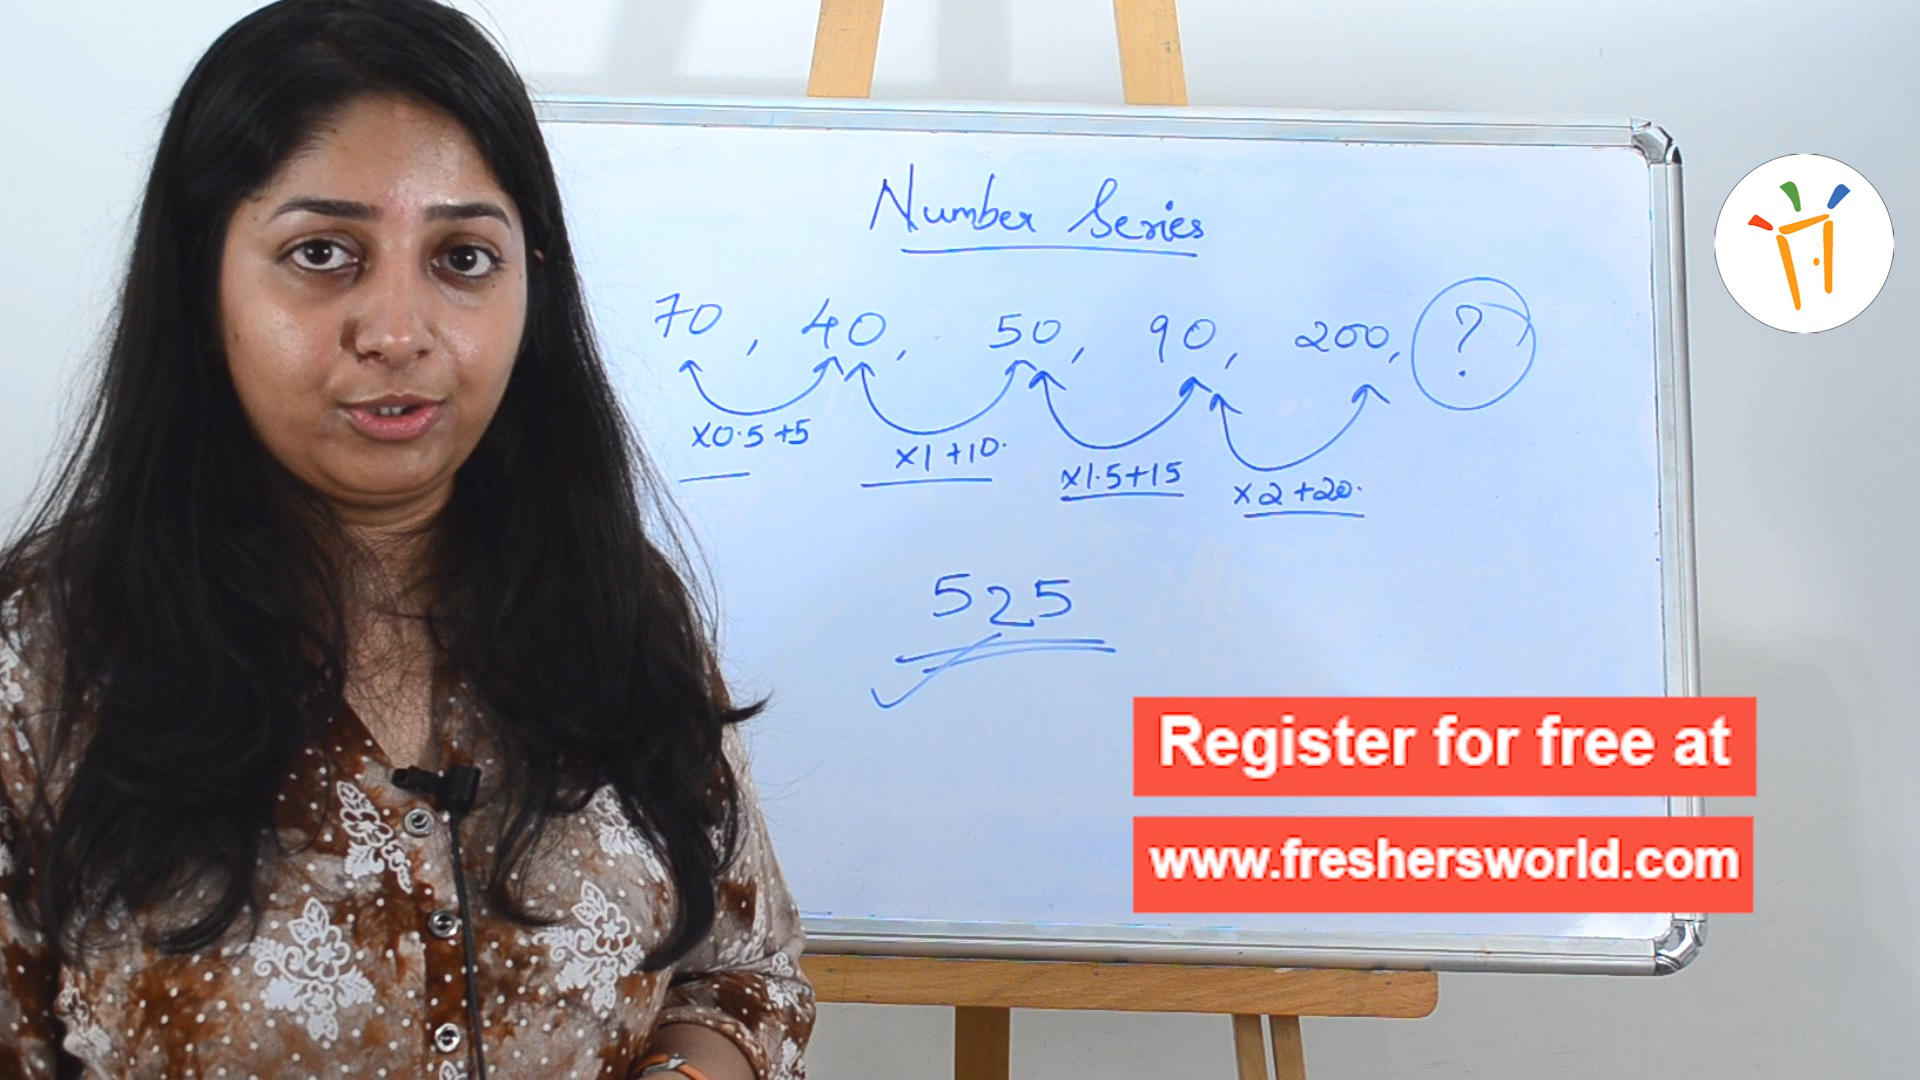 Number Series
70, 40, 50, 90, 200, ?
x0.5+5 x1+10. x1.5+15 x2+20.
525
Register for free at
www.freshersworld.com